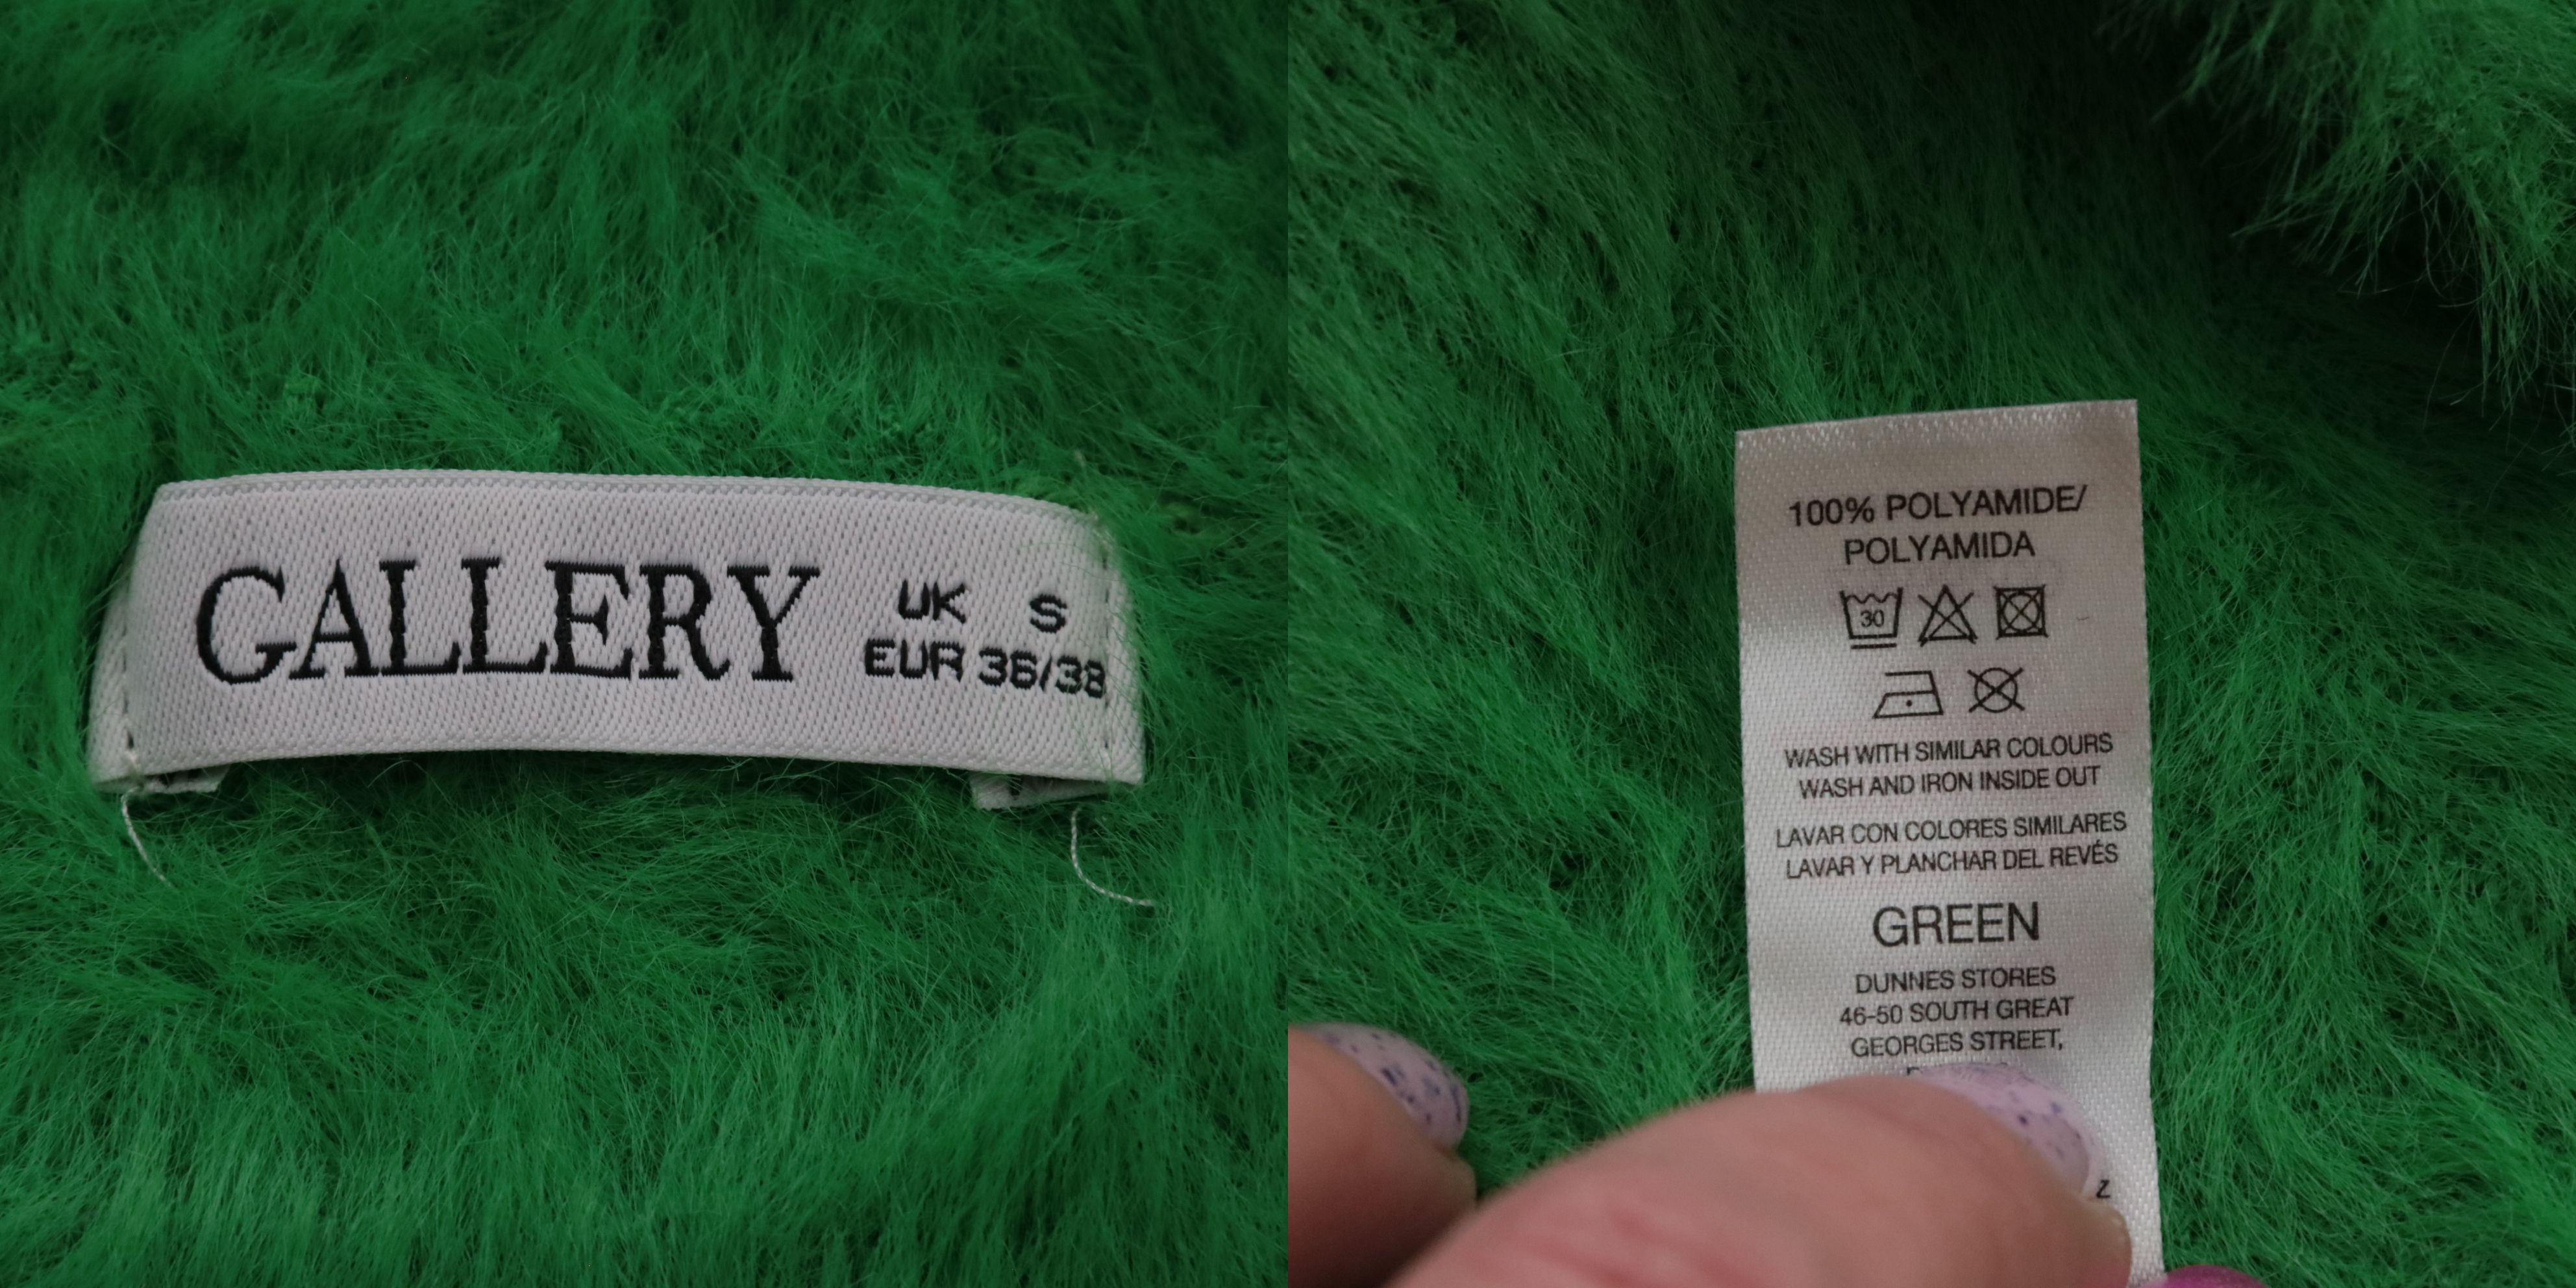 GALLERY
UK S
EUR 36/38
100% POLYAMIDE/
POLYAMIDA
30
WASH WITH SIMILAR COLOURS
WASH AND IRON INSIDE OUT
LAVAR CON COLORES SIMILARES
LAVAR Y PLANCHAR DEL REVÉS
GREEN
DUNNES STORES
46-50 SOUTH GREAT
GEORGES STREET,